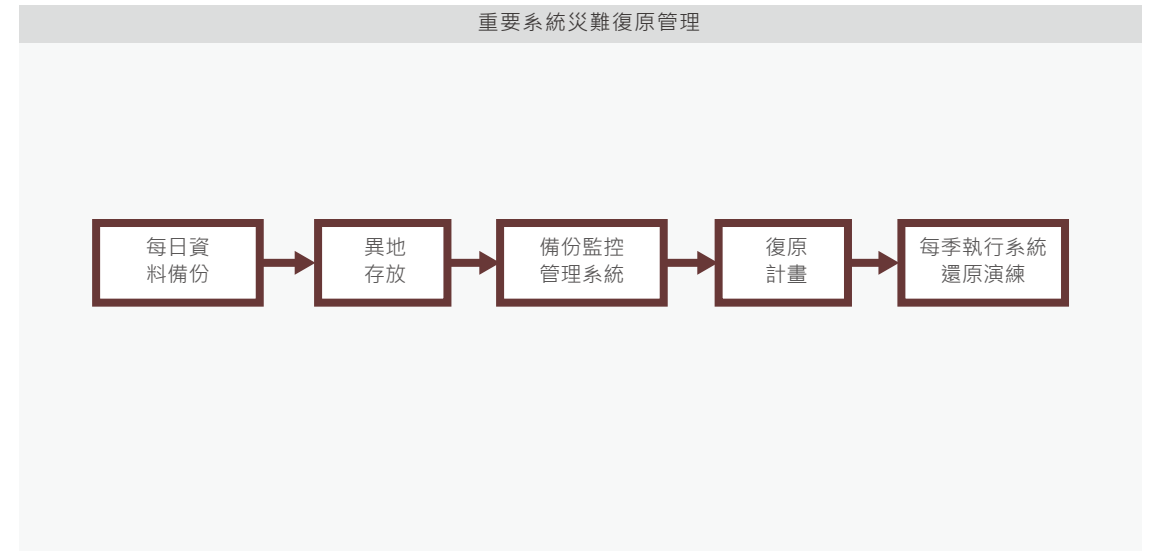 重要系統災難復原管理
每日資
料備份
異地
存放
備份監控
管理系統
復原
計畫
每季執行系統
還原演練